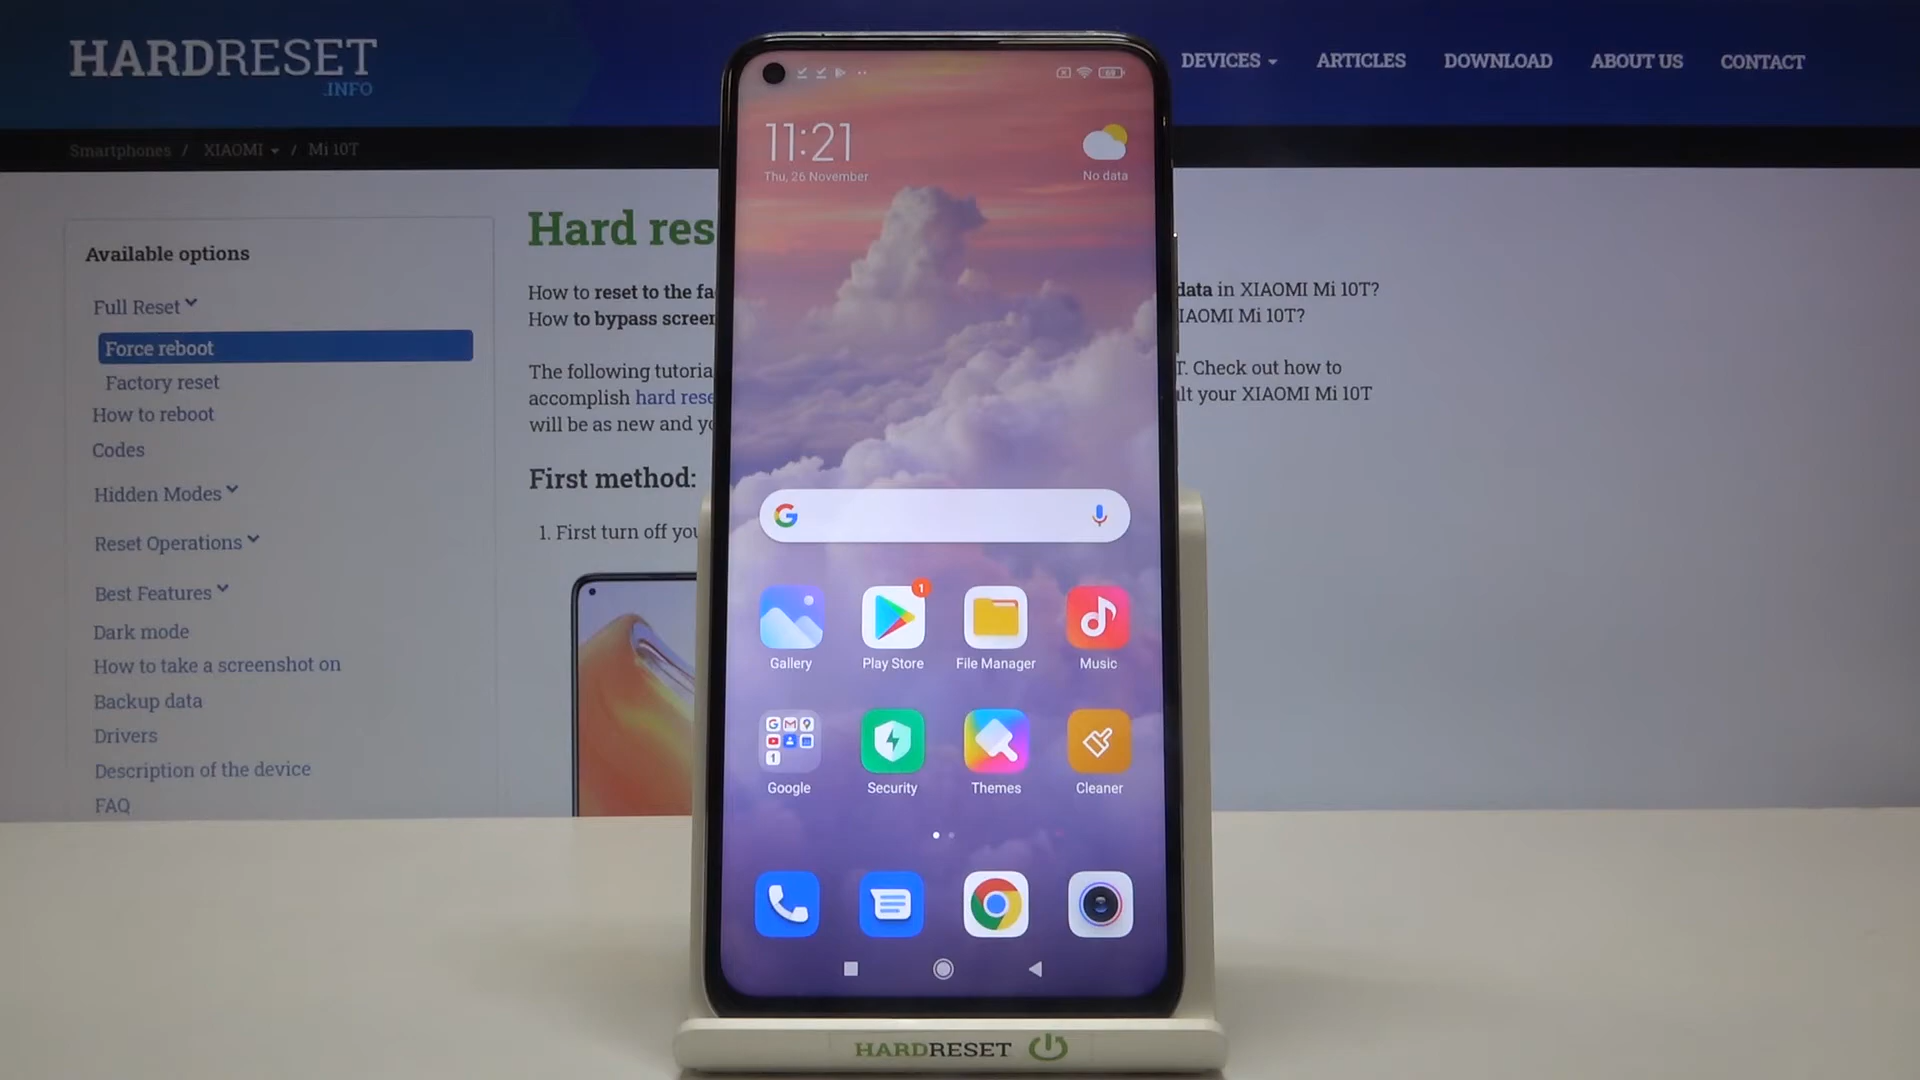 HARDRESET
.INFO
DEVICES
ARTICLES
DOWNLOAD
ABOUT US
CONTACT
Smartphones / XIAOMI / Mi 10T
Available options
Full Reset
Force reboot
Factory reset
How to reboot
Codes
Hidden Modes
Reset Operations
Best Features
Dark mode
How to take a screenshot on
Backup data
Drivers
Description of the device
FAQ
Hard res
How to reset to the fa
data in XIAOMI Mi 10T?
How to bypass screen
IAOMI Mi 10T?
The following tutoria
T. Check out how to
accomplish hard rese
lt your XIAOMI Mi 10T
will be as new and yo
First method:
1. First turn off you
69
11:21
Thu, 26 November
No data
1
Gallery
Play Store
File Manager
Music
1
Google
Security
Themes
Cleaner
HARDRESET